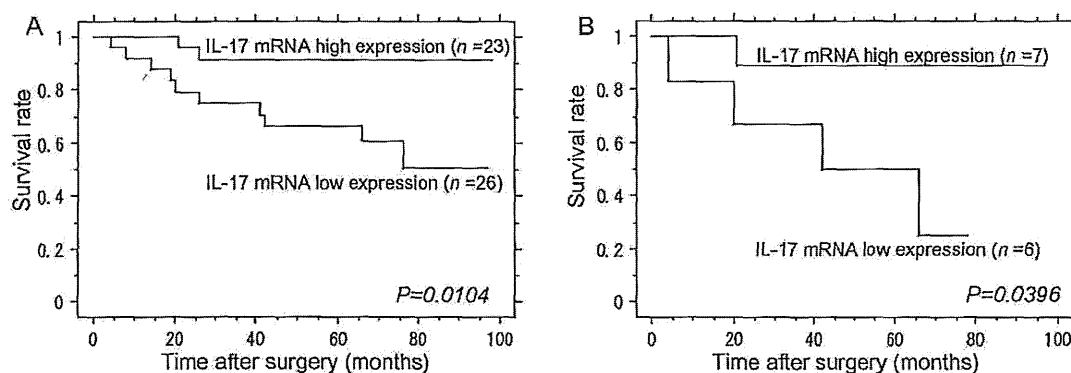 A
IL-17 mRNA high expression (n =23)
1
0.8
0.6
0.4
0.2
0
Survival rate
IL-17 mRNA low expression (n =26)
P=0.0104
0 20 40 60 80 100
Time after surgery (months)
B
IL-17 mRNA high expression (n =7)
1
0.8
0.6
0.4
0.2
0
Survival rate
IL-17 mRNA low expression (n =6)
P=0.0396
0 20 40 60 80 100
Time after surgery (months)